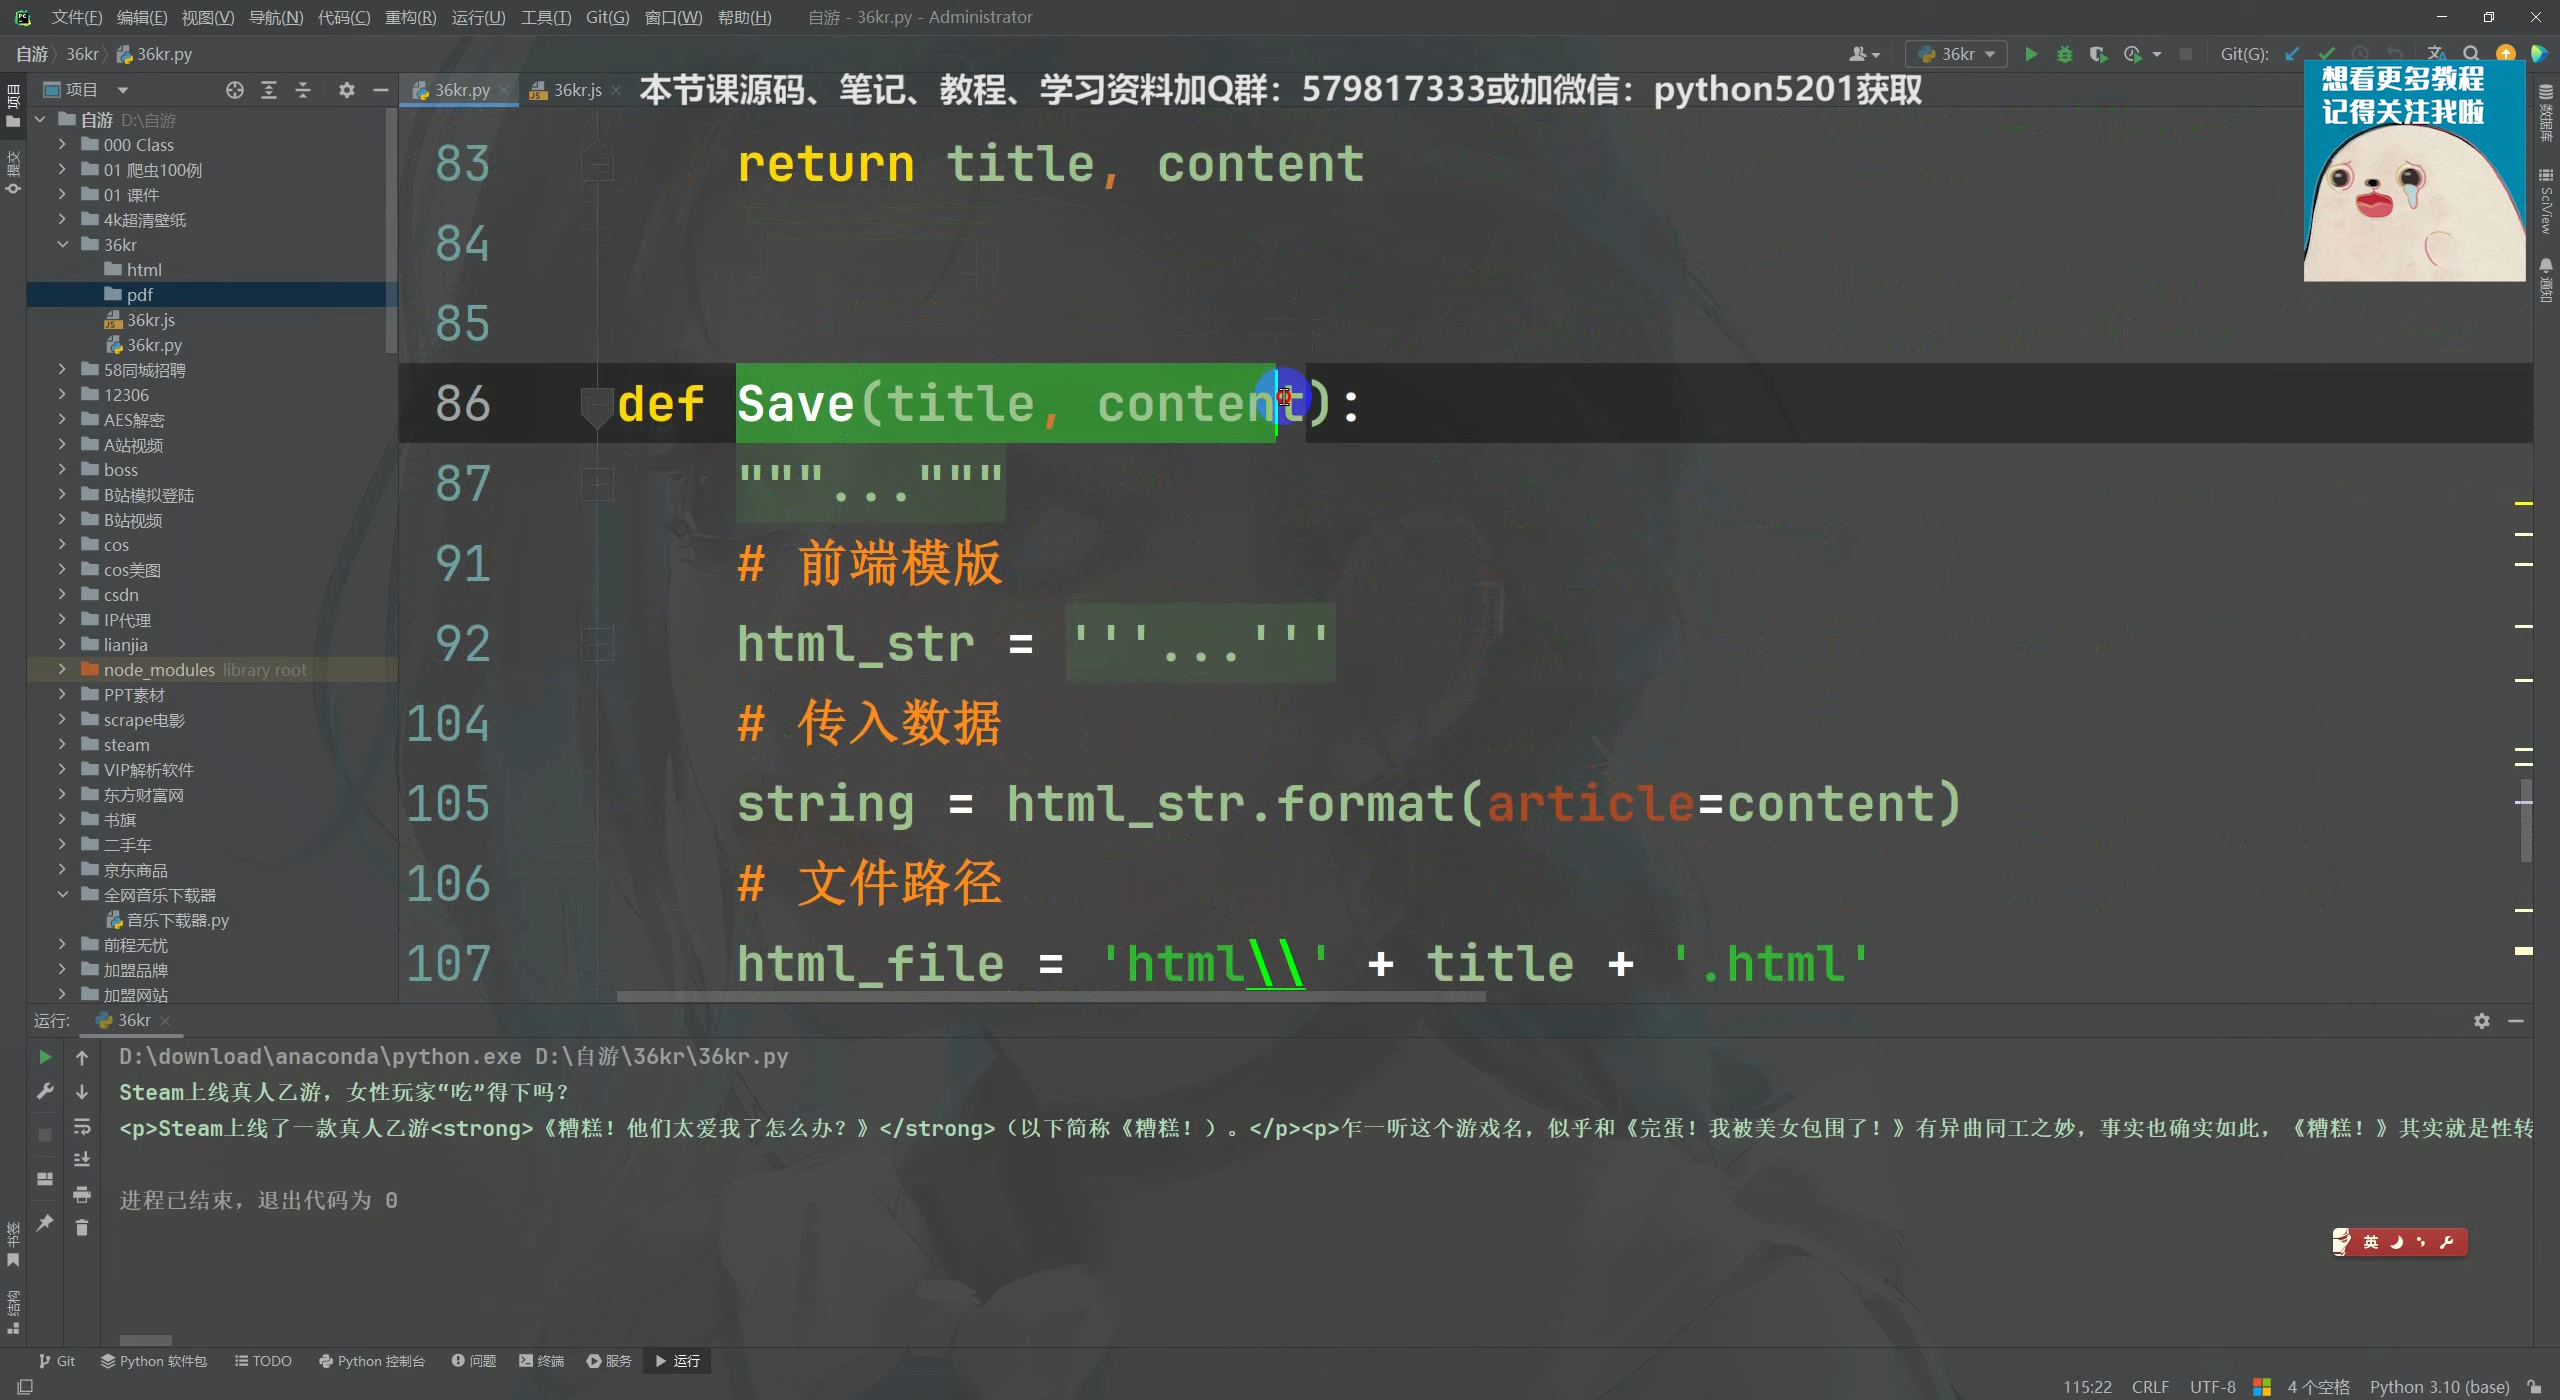 文件(F) 编辑(E) 视图(V) 导航(N) 代码(C) 重构(R) 运行(U) 工具(T) Git(G) 窗口(W) 帮助(H) 自游 - 36kr.py - Administrator
自游 36kr 36kr.py 36kr Git(G):
项目 36kr.py 36kr.js
本节课源码、笔记、教程、学习资料加Q群：579817333或加微信：python5201获取
想看更多教程
记得关注我啦
项目
提交
书签
结构
数据库
SciView
通知
自游 D:\自游
000 Class
01 爬虫100例
01 课件
4k超清壁纸
36kr
html
pdf
36kr.js
36kr.py
58同城招聘
12306
AES解密
A站视频
boss
B站模拟登陆
B站视频
cos
cos美图
csdn
IP代理
lianjia
node_modules library root
PPT素材
scrape电影
steam
VIP解析软件
东方财富网
书旗
二手车
京东商品
全网音乐下载器
音乐下载器.py
前程无忧
加盟品牌
加盟网站
83 return title, content
84
85
86 def Save(title, content):
87 """..."""
91 # 前端模版
92 html_str = '''...'''
104 # 传入数据
105 string = html_str.format(article=content)
106 # 文件路径
107 html_file = 'html\\' + title + '.html'
运行: 36kr
D:\download\anaconda\python.exe D:\自游\36kr\36kr.py
Steam上线真人乙游，女性玩家“吃”得下吗？
<p>Steam上线了一款真人乙游<strong>《糟糕！他们太爱我了怎么办？》</strong>（以下简称《糟糕！）。</p><p>乍一听这个游戏名，似乎和《完蛋！我被美女包围了！》有异曲同工之妙，事实也确实如此，《糟糕！》其实就是性转
进程已结束，退出代码为 0
英
Git Python 软件包 TODO Python 控制台 问题 终端 服务 运行
115:22 CRLF UTF-8 4 个空格 Python 3.10 (base)